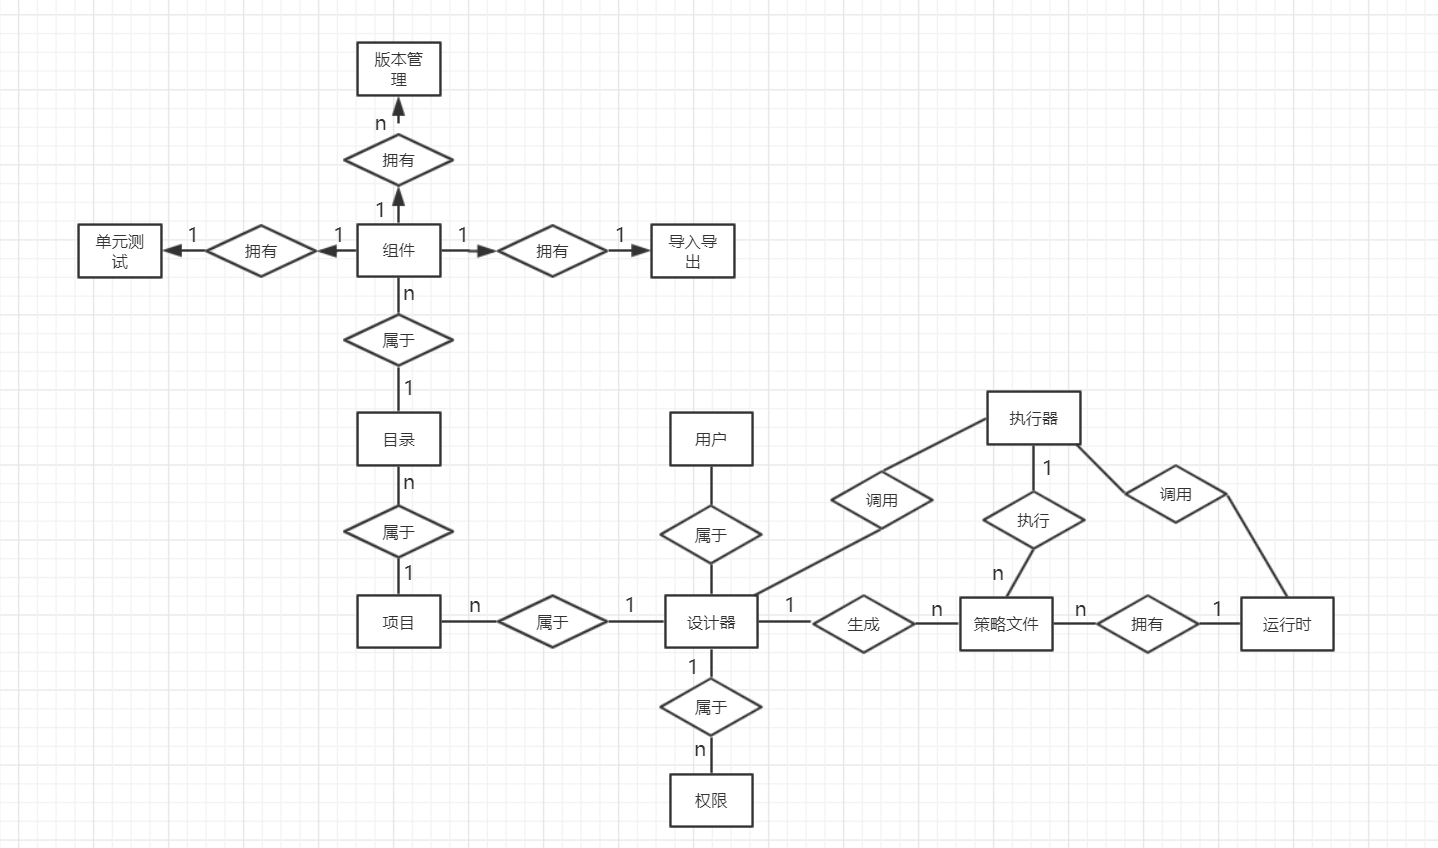 版本管
理
n
拥有
1
单元测
试
1
拥有
1
组件
1
拥有
1
导入导
出
n
属于
1
目录
n
属于
1
项目
n
属于
1
设计器
用户
属于
1
属于
n
权限
1
生成
n
策略文件
n
拥有
1
运行时
调用
执行器
1
执行
n
调用